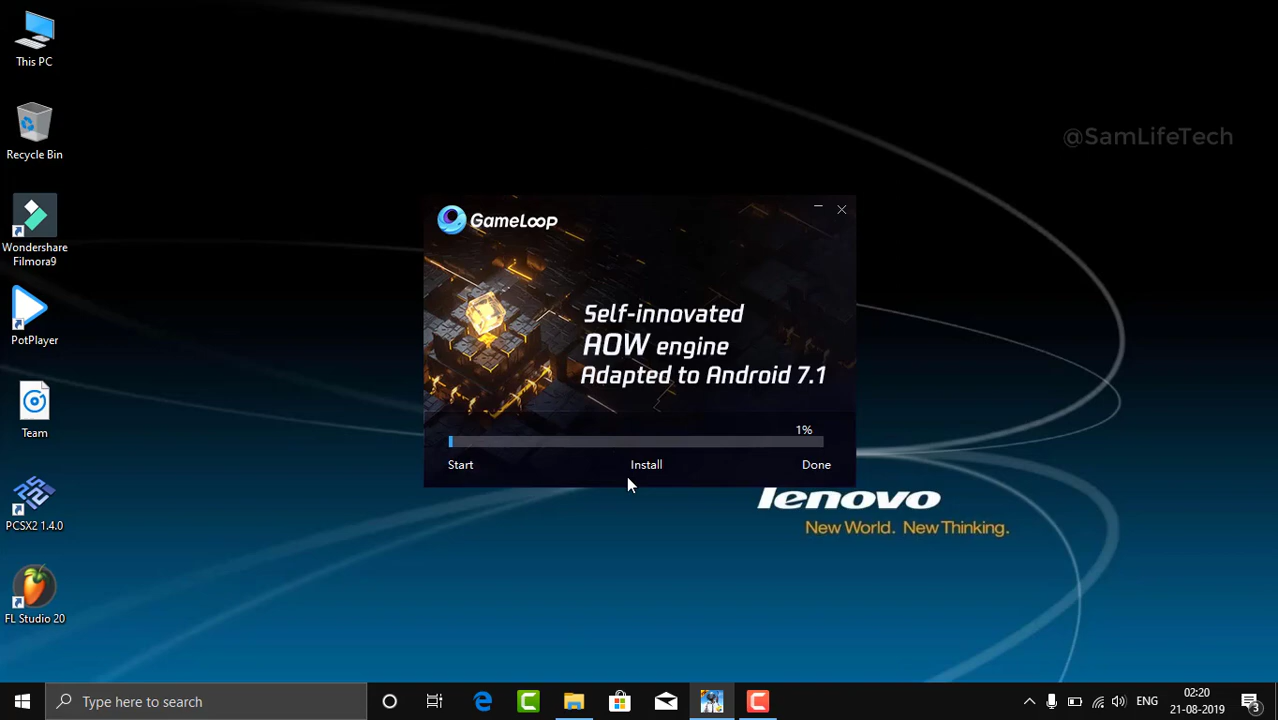 This PC
Recycle Bin
Wondershare
Filmora9
PotPlayer
Team
PCSX2 1.4.0
FL Studio 20
@SamLifeTech
GameLoop
Self-innovated
AOW engine
Adapted to Android 7.1
1%
Start Install Done
lenovo
New World. New Thinking.
Type here to search
ENG
02:20
21-08-2019
3